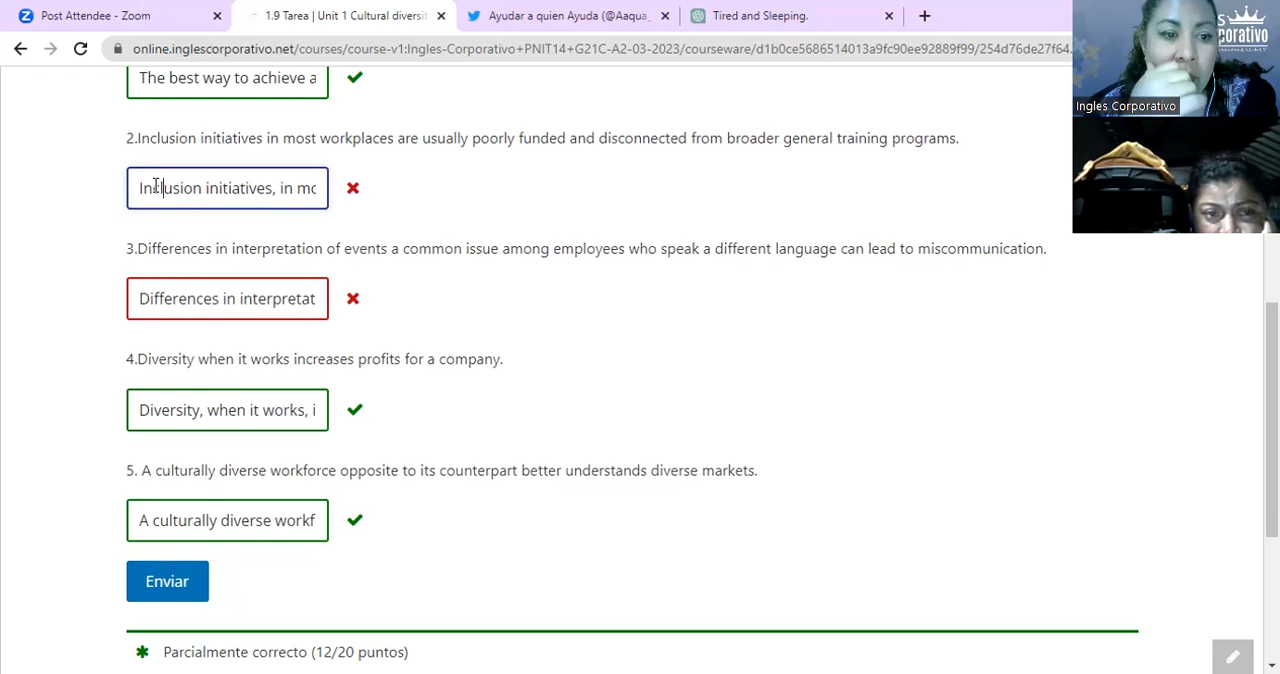 Post Attendee - Zoom
1.9 Tarea | Unit 1 Cultural diversit
Ayudar a quien Ayuda (@Aaqua_
Tired and Sleeping.
online.inglescorporativo.net/courses/course-v1:Ingles-Corporativo+PNIT14+G21C-A2-03-2023/courseware/d1b0ce5686514013a9fc90ee92889f99/254d76de27f64.
Ingles Corporativo
The best way to achieve a
2.Inclusion initiatives in most workplaces are usually poorly funded and disconnected from broader general training programs.
Inclusion initiatives, in mo
3.Differences in interpretation of events a common issue among employees who speak a different language can lead to miscommunication.
Differences in interpretat
4.Diversity when it works increases profits for a company.
Diversity, when it works, i
5. A culturally diverse workforce opposite to its counterpart better understands diverse markets.
A culturally diverse workf
Enviar
Parcialmente correcto (12/20 puntos)